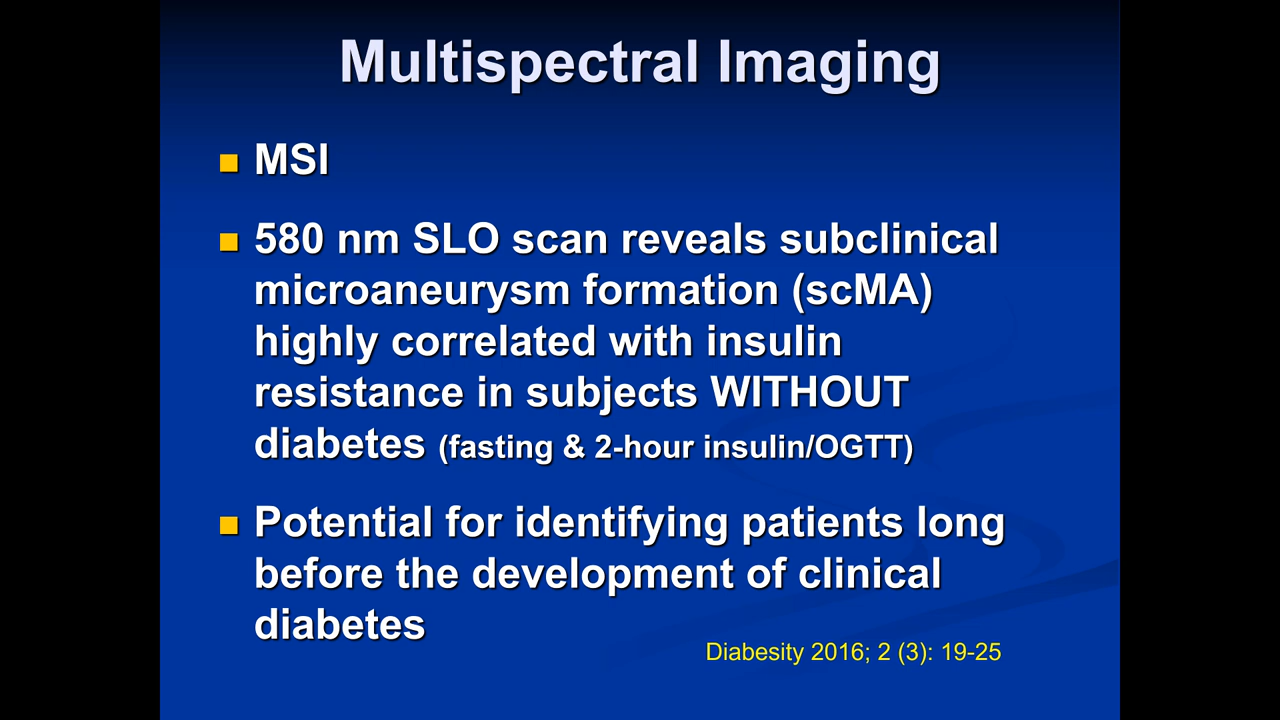 Multispectral Imaging
MSI
580 nm SLO scan reveals subclinical
microaneurysm formation (scMA)
highly correlated with insulin
resistance in subjects WITHOUT
diabetes (fasting & 2-hour insulin/OGTT)
Potential for identifying patients long
before the development of clinical
diabetes
Diabesity 2016; 2 (3): 19-25